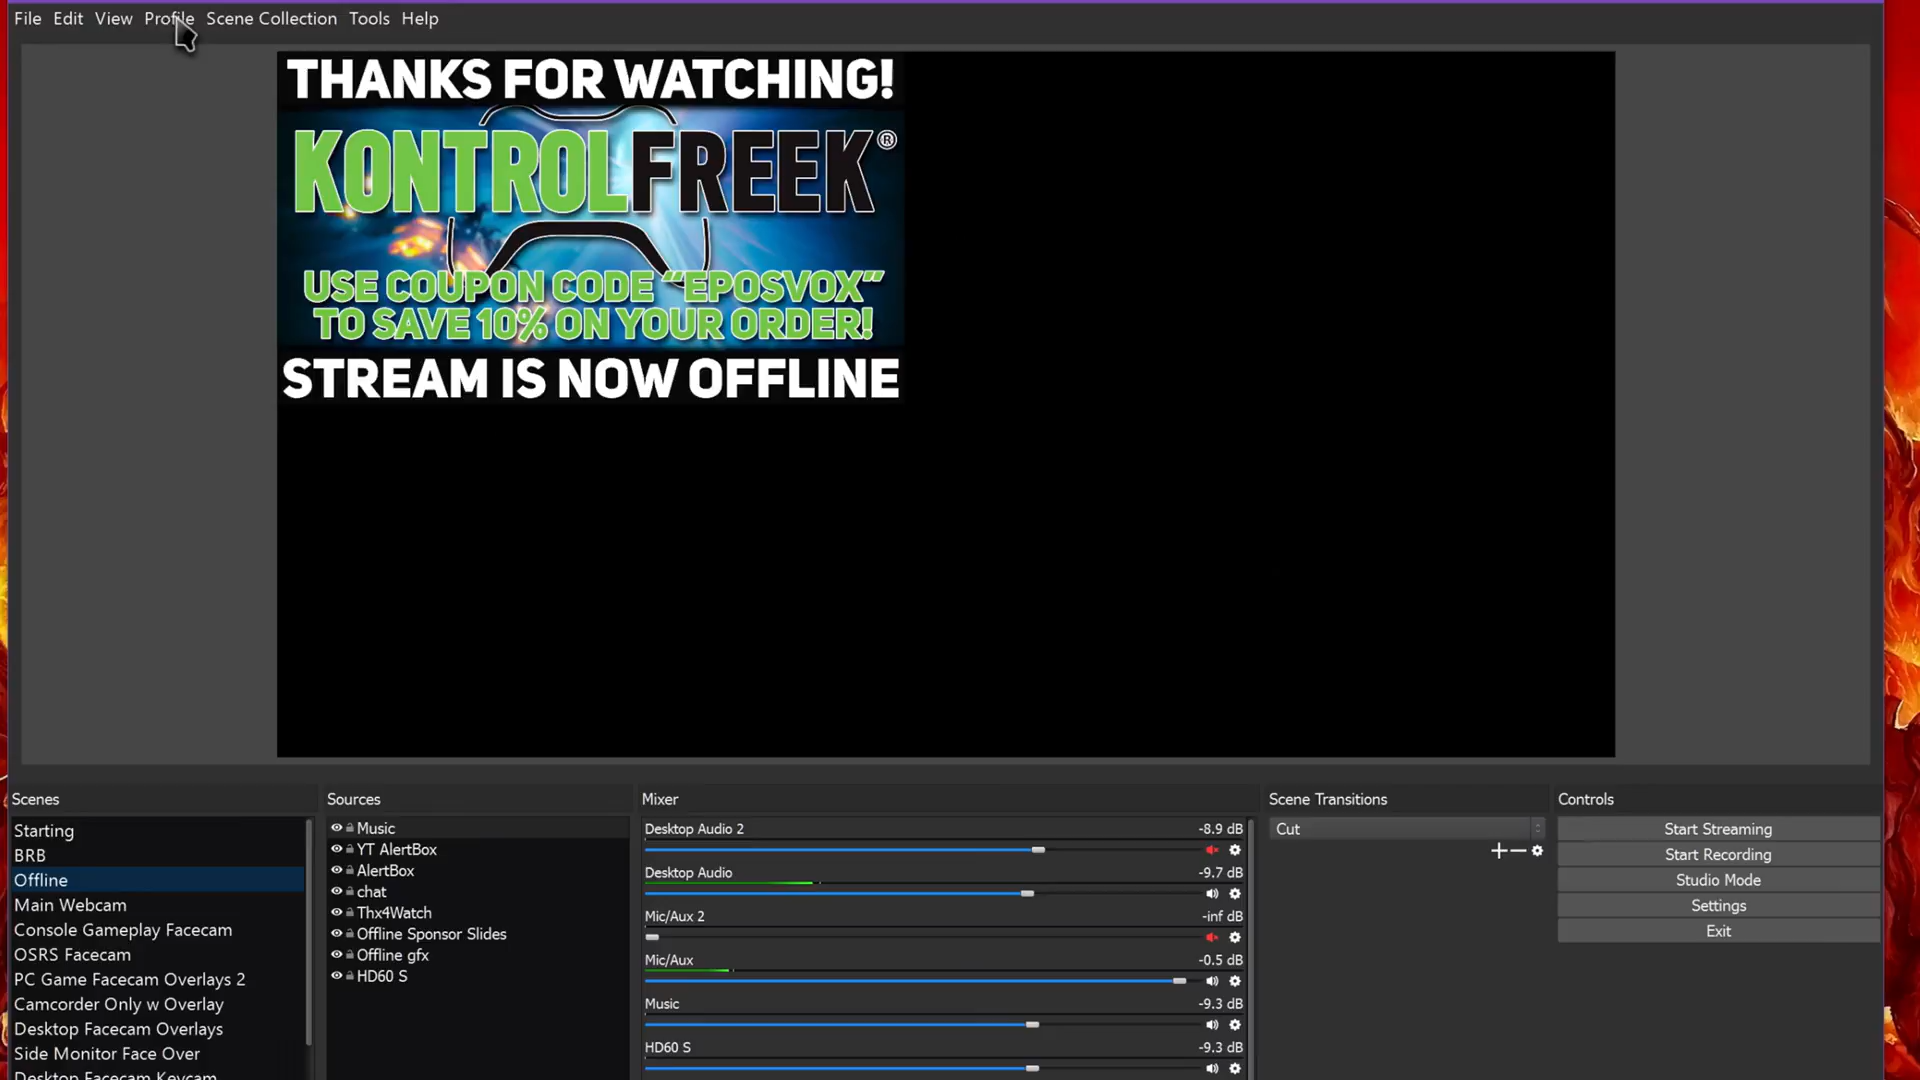 File Edit View Profile Scene Collection Tools Help
THANKS FOR WATCHING!
KONTROLFREEK®
USE COUPON CODE “EPOSVOX”
TO SAVE 10% ON YOUR ORDER!
STREAM IS NOW OFFLINE
Scenes
Starting
BRB
Offline
Main Webcam
Console Gameplay Facecam
OSRS Facecam
PC Game Facecam Overlays 2
Camcorder Only w Overlay
Desktop Facecam Overlays
Side Monitor Face Over
Desktop Facecam Keycam
Sources
Music
YT AlertBox
AlertBox
chat
Thx4Watch
Offline Sponsor Slides
Offline gfx
HD60 S
Mixer
Desktop Audio 2 -8.9 dB
Desktop Audio -9.7 dB
Mic/Aux 2 -inf dB
Mic/Aux -0.5 dB
Music -9.3 dB
HD60 S -9.3 dB
Scene Transitions
Cut
Controls
Start Streaming
Start Recording
Studio Mode
Settings
Exit